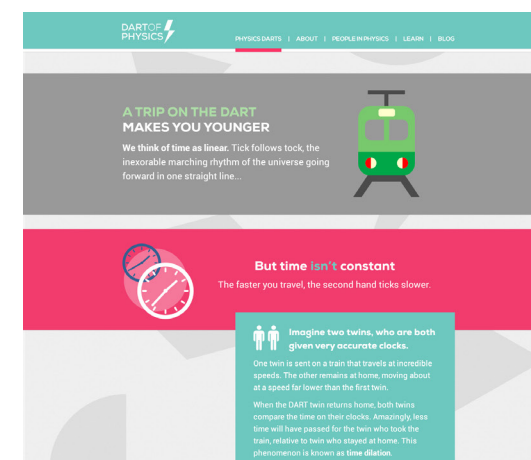 DARTOF
PHYSICS
PHYSICS DARTS | ABOUT | PEOPLE IN PHYSICS | LEARN | BLOG
A TRIP ON THE DART
MAKES YOU YOUNGER
We think of time as linear. Tick follows tock, the
inexorable marching rhythm of the universe going
forward in one straight line...
But time isn't constant
The faster you travel, the second hand ticks slower.
Imagine two twins, who are both
given very accurate clocks.
One twin is sent on a train that travels at incredible
speeds. The other remains at home, moving about
at a speed far lower than the first twin.
When the DART twin returns home, both twins
compare the time on their clocks. Amazingly, less
time will have passed for the twin who took the
train, relative to twin who stayed at home. This
phenomenon is known as time dilation.